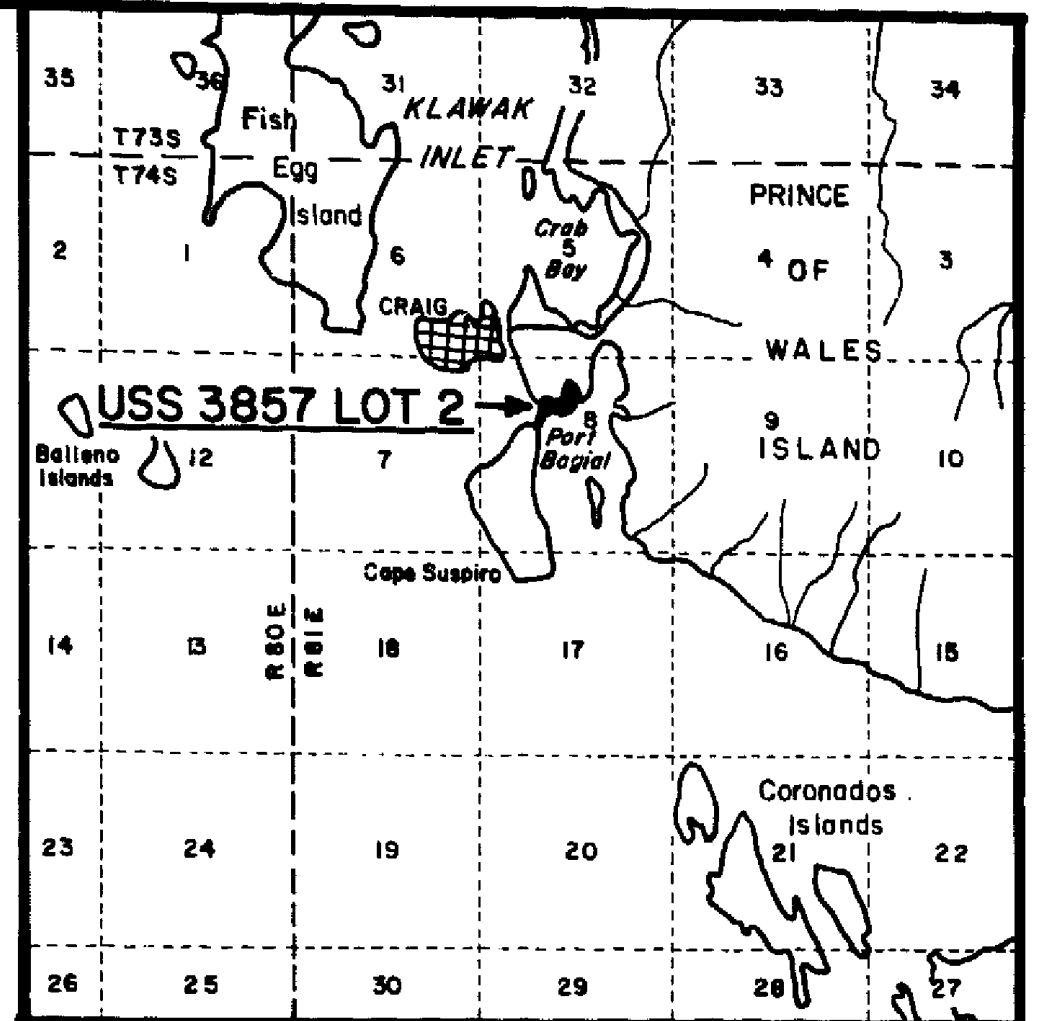 35 36 31 32 33 34
KLAWAK
Fish
T73S
INLET
Egg
T74S
PRINCE
Island
Crab
2 1 6 5 4 OF 3
Bay
CRAIG
WALES
USS 3857 LOT 2
8 9
Port
Balleno
12 7 Bagial ISLAND 10
Islands
Cape Suspiro
R80E R81E
14 13 18 17 16 15
Coronados
Islands
23 24 19 20 21 22
26 25 30 29 28 27